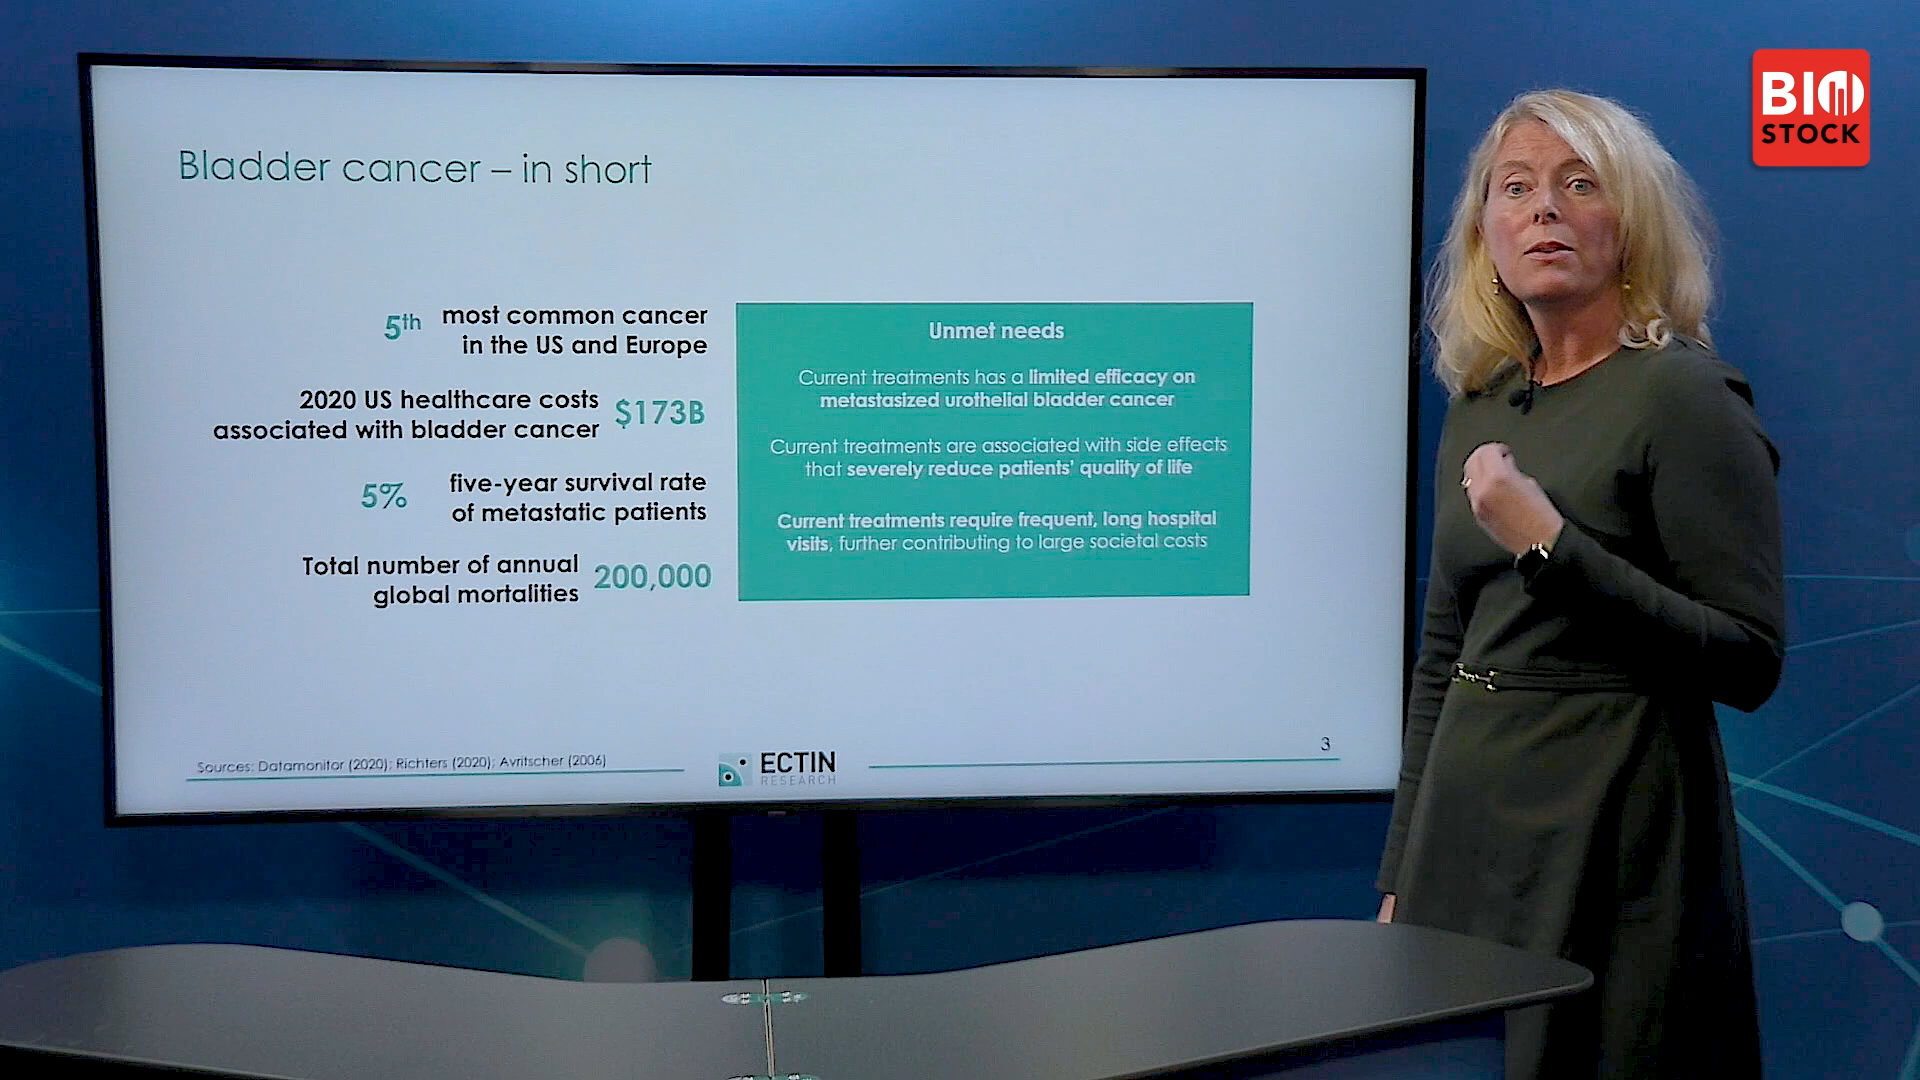 BIO
STOCK
Bladder cancer – in short
5th most common cancer
in the US and Europe
2020 US healthcare costs
associated with bladder cancer $173B
5% five-year survival rate
of metastatic patients
Total number of annual
global mortalities 200,000
Unmet needs
Current treatments has a limited efficacy on
metastasized urothelial bladder cancer
Current treatments are associated with side effects
that severely reduce patients' quality of life
Current treatments require frequent, long hospital
visits, further contributing to large societal costs
Sources: Datamonitor (2020); Richters (2020); Avritscher (2006)
ECTIN
RESEARCH
3